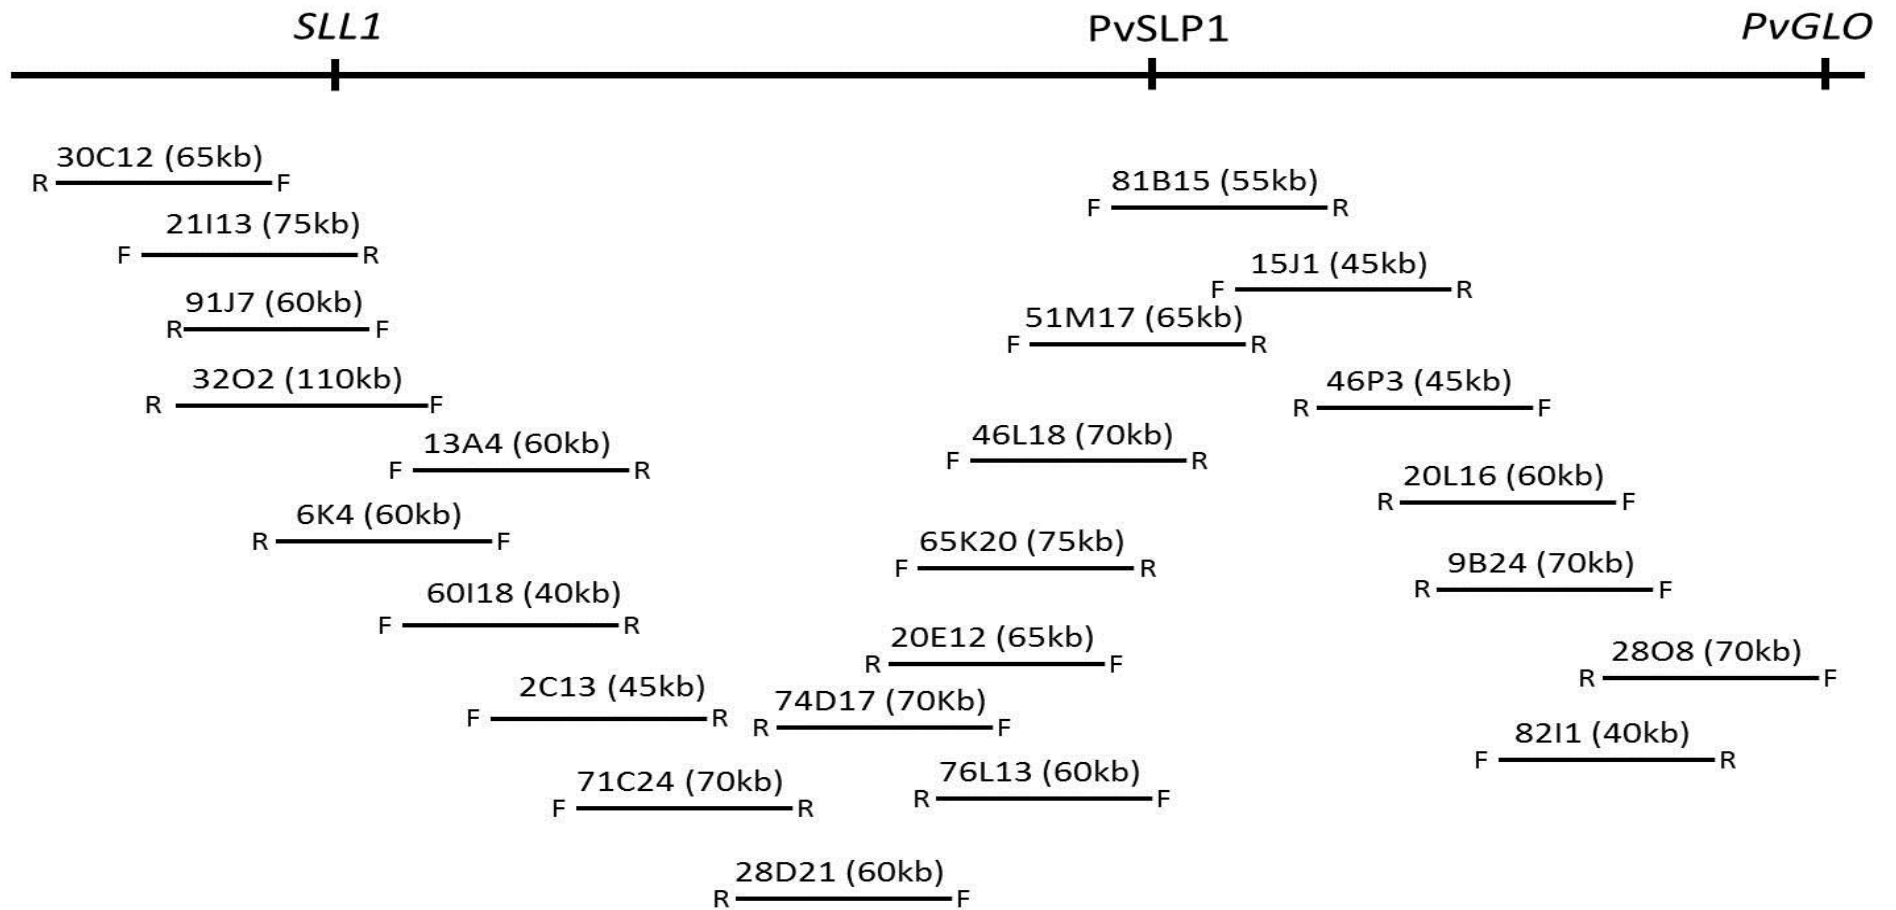 SLL1 PvSLP1 PvGLO
30C12 (65kb)
R F
81B15 (55kb)
F R
21I13 (75kb)
F R
15J1 (45kb)
F R
91J7 (60kb)
R F
51M17 (65kb)
F R
32O2 (110kb)
R F
46P3 (45kb)
R F
13A4 (60kb)
F R
46L18 (70kb)
F R
20L16 (60kb)
R F
6K4 (60kb)
R F
65K20 (75kb)
F R
9B24 (70kb)
R F
60I18 (40kb)
F R
20E12 (65kb)
R F
28O8 (70kb)
R F
2C13 (45kb)
F R
74D17 (70Kb)
R F
82I1 (40kb)
F R
71C24 (70kb)
F R
76L13 (60kb)
R F
28D21 (60kb)
R F